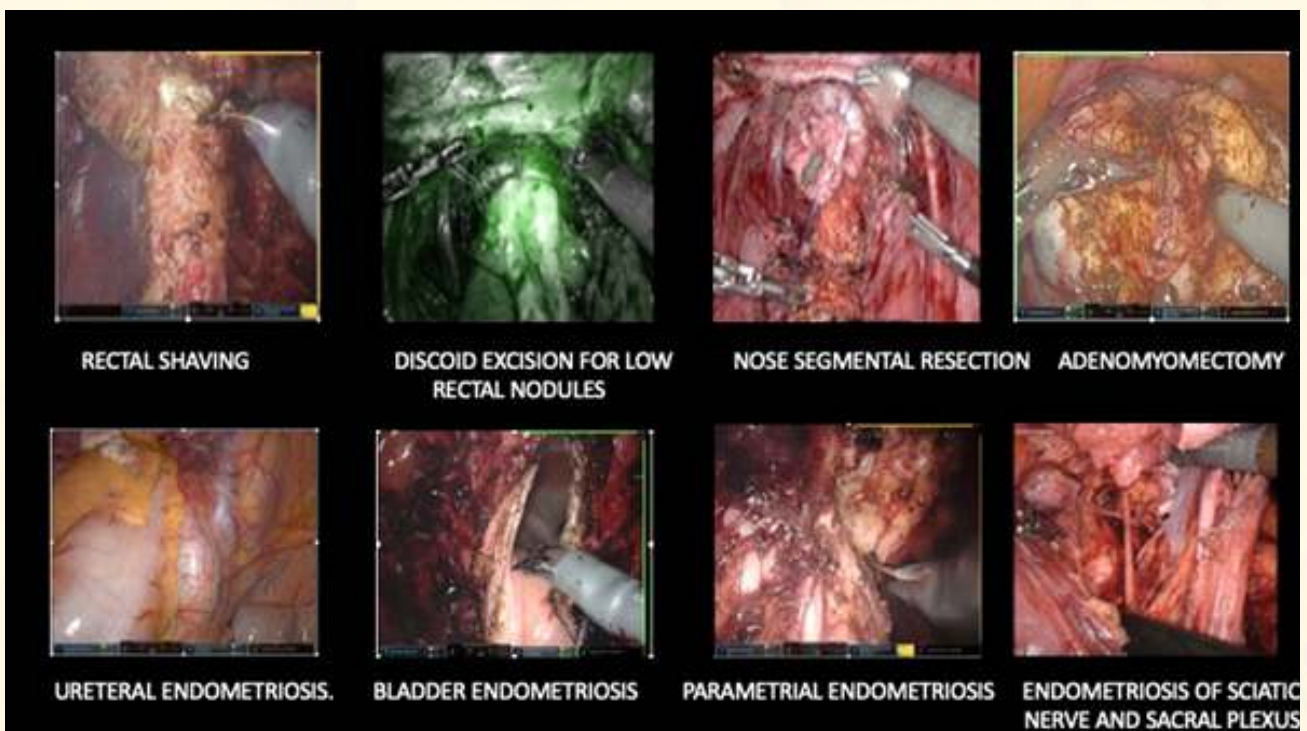 RECTAL SHAVING
DISCOID EXCISION FOR LOW
RECTAL NODULES
NOSE SEGMENTAL RESECTION
ADENOMYOMECTOMY
URETERAL ENDOMETRIOSIS.
BLADDER ENDOMETRIOSIS
PARAMETRIAL ENDOMETRIOSIS
ENDOMETRIOSIS OF SCIATIC
NERVE AND SACRAL PLEXUS